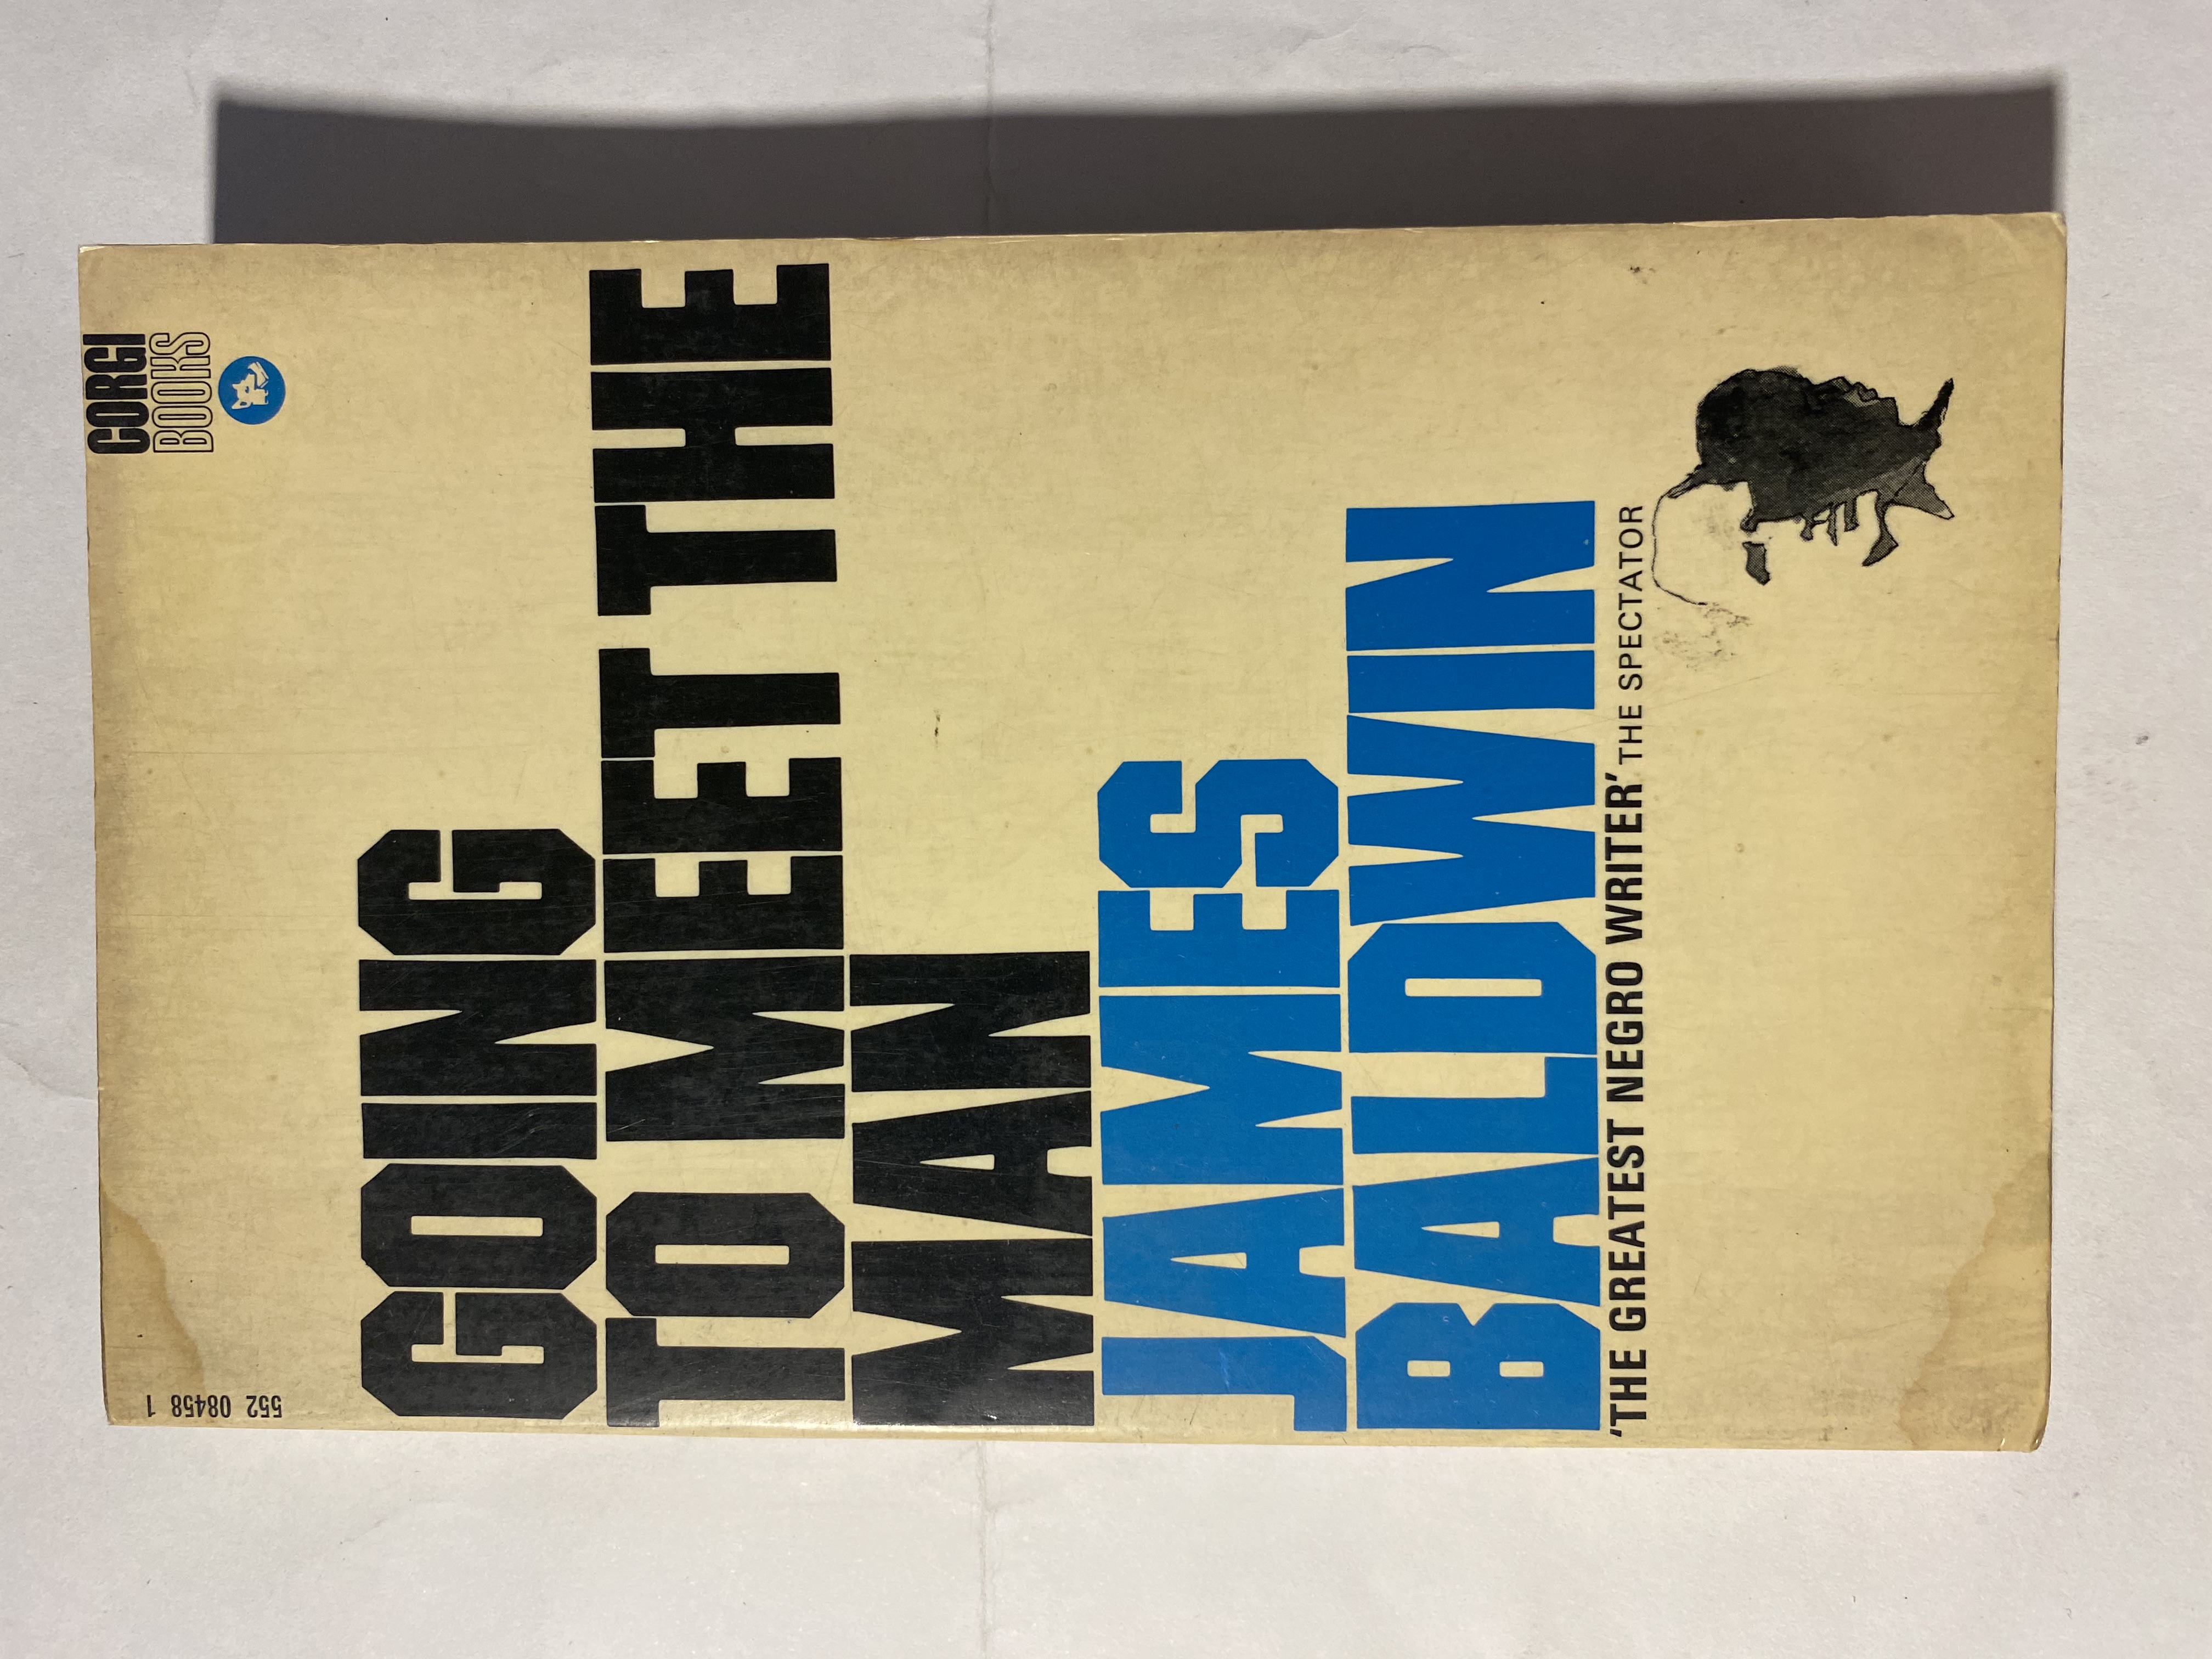 552 08458 1
CORGI
BOOKS
GOING
TO MEET THE
MAN
JAMES
BALDWIN
‘THE GREATEST NEGRO WRITER’ THE SPECTATOR